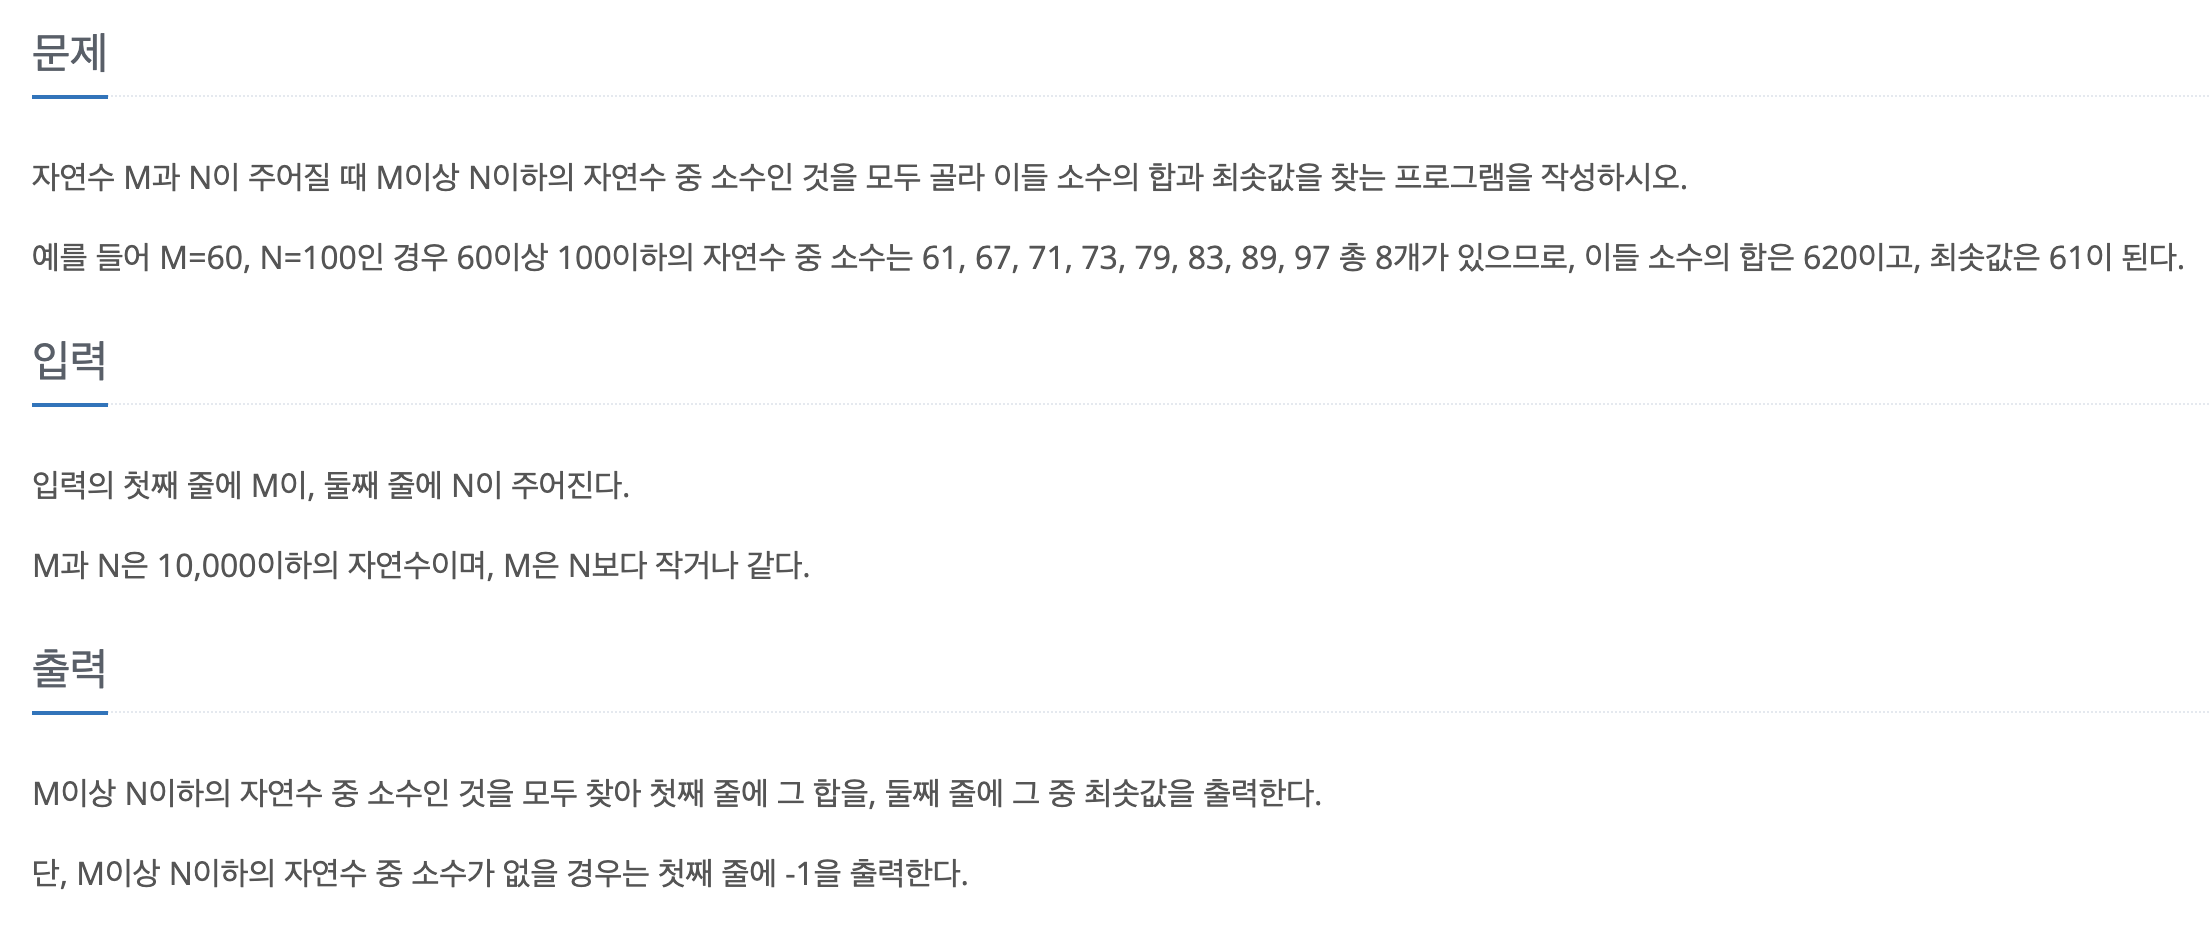 문제
자연수 M과 N이 주어질 때 M이상 N이하의 자연수 중 소수인 것을 모두 골라 이들 소수의 합과 최솟값을 찾는 프로그램을 작성하시오.
예를 들어 M=60, N=100인 경우 60이상 100이하의 자연수 중 소수는 61, 67, 71, 73, 79, 83, 89, 97 총 8개가 있으므로, 이들 소수의 합은 620이고, 최솟값은 61이 된다.
입력
입력의 첫째 줄에 M이, 둘째 줄에 N이 주어진다.
M과 N은 10,000이하의 자연수이며, M은 N보다 작거나 같다.
출력
M이상 N이하의 자연수 중 소수인 것을 모두 찾아 첫째 줄에 그 합을, 둘째 줄에 그 중 최솟값을 출력한다.
단, M이상 N이하의 자연수 중 소수가 없을 경우는 첫째 줄에 -1을 출력한다.